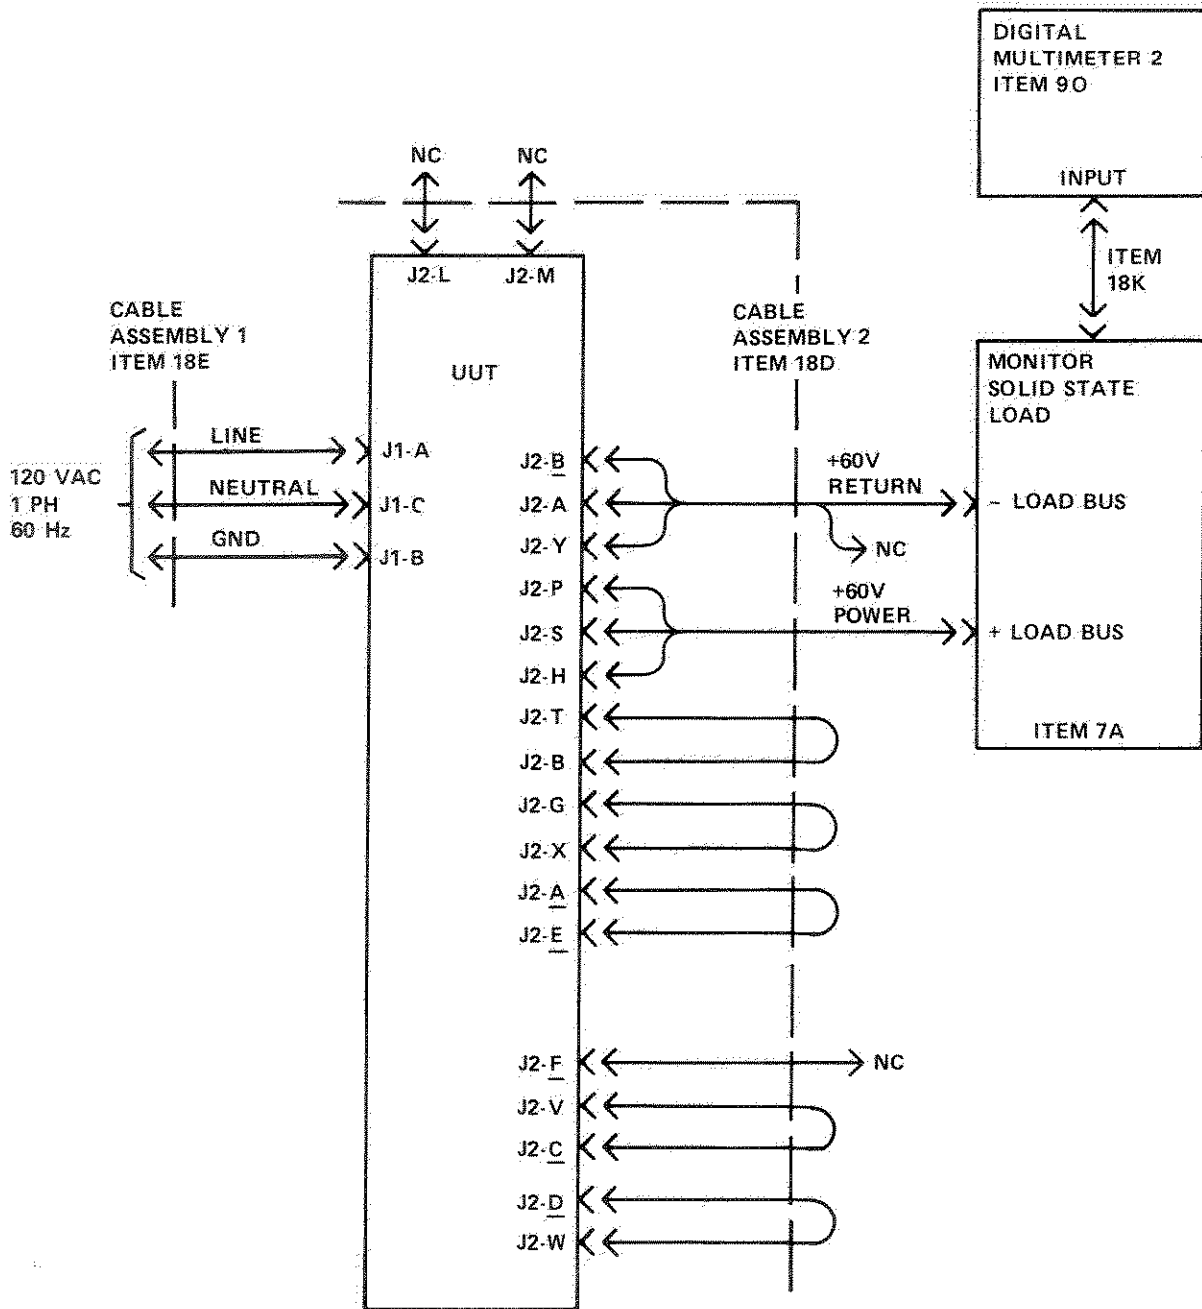 DIGITAL
MULTIMETER 2
ITEM 90
INPUT
NC
NC
ITEM
18K
J2-L
J2-M
CABLE
ASSEMBLY 1
ITEM 18E
UUT
CABLE
ASSEMBLY 2
ITEM 18D
MONITOR
SOLID STATE
LOAD
120 VAC
1 PH
60 Hz
LINE
NEUTRAL
GND
J1-A
J1-C
J1-B
J2-B
J2-A
J2-Y
J2-P
J2-S
J2-H
J2-T
J2-B
J2-G
J2-X
J2-A
J2-E
J2-F
J2-V
J2-C
J2-D
J2-W
+60V
RETURN
NC
+60V
POWER
- LOAD BUS
+ LOAD BUS
ITEM 7A
NC